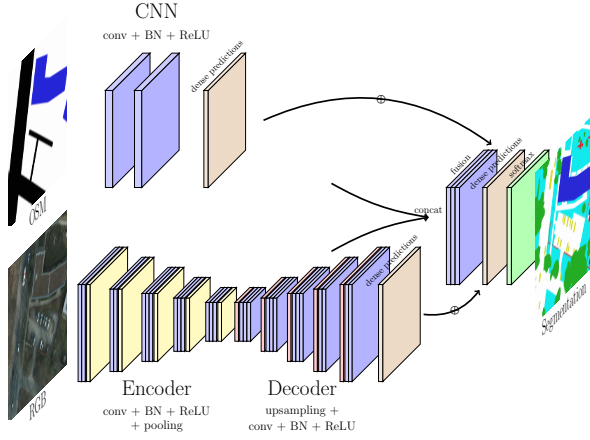 CNN
conv + BN + ReLU
dense predictions
OSM
⊕
fusion
dense predictions
softmax
concat
dense predictions
⊕
Segmentation
RGB
Encoder
conv + BN + ReLU
+ pooling
Decoder
upsampling +
conv + BN + ReLU